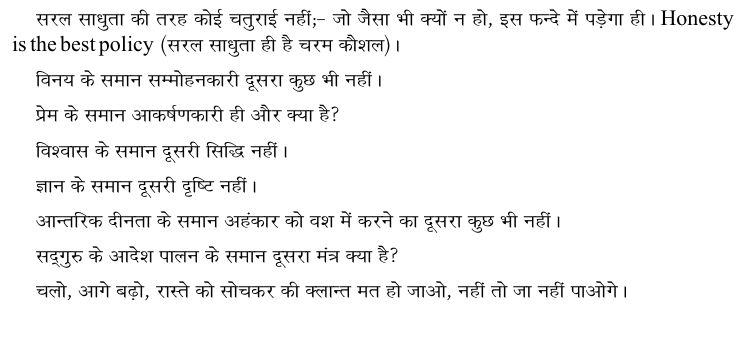 सरल साधुता की तरह कोई चतुराई नहीं;– जो जैसा भी क्यों न हो, इस फन्दे में पड़ेगा ही। Honesty
is the best policy (सरल साधुता ही है चरम कौशल)।
विनय के समान सम्मोहनकारी दूसरा कुछ भी नहीं।
प्रेम के समान आकर्षणकारी ही और क्या है?
विश्वास के समान दूसरी सिद्धि नहीं।
ज्ञान के समान दूसरी दृष्टि नहीं।
आन्तरिक दीनता के समान अहंकार को वश में करने का दूसरा कुछ भी नहीं।
सद्‌गुरु के आदेश पालन के समान दूसरा मंत्र क्या है?
चलो, आगे बढ़ो, रास्ते को सोचकर की क्लान्त मत हो जाओ, नहीं तो जा नहीं पाओगे।